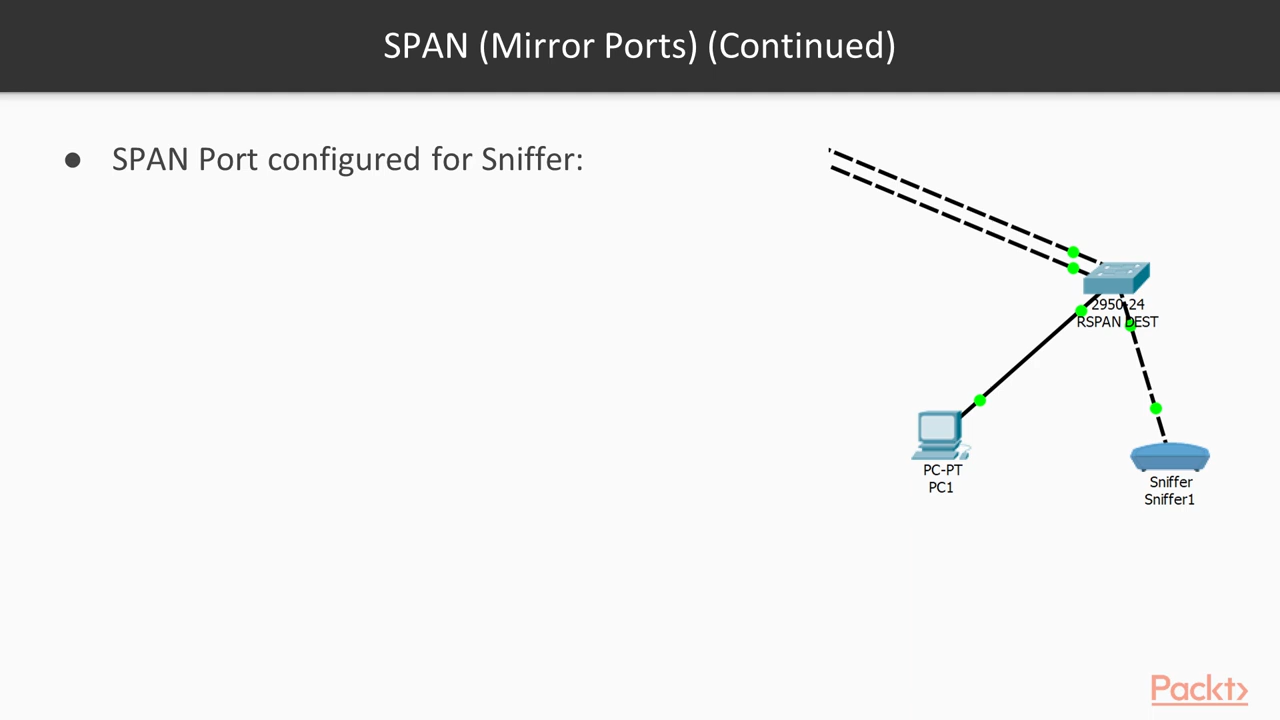 SPAN (Mirror Ports) (Continued)
● SPAN Port configured for Sniffer:
2950-24
RSPAN DEST
PC-PT
PC1
Sniffer
Sniffer1
Packt>